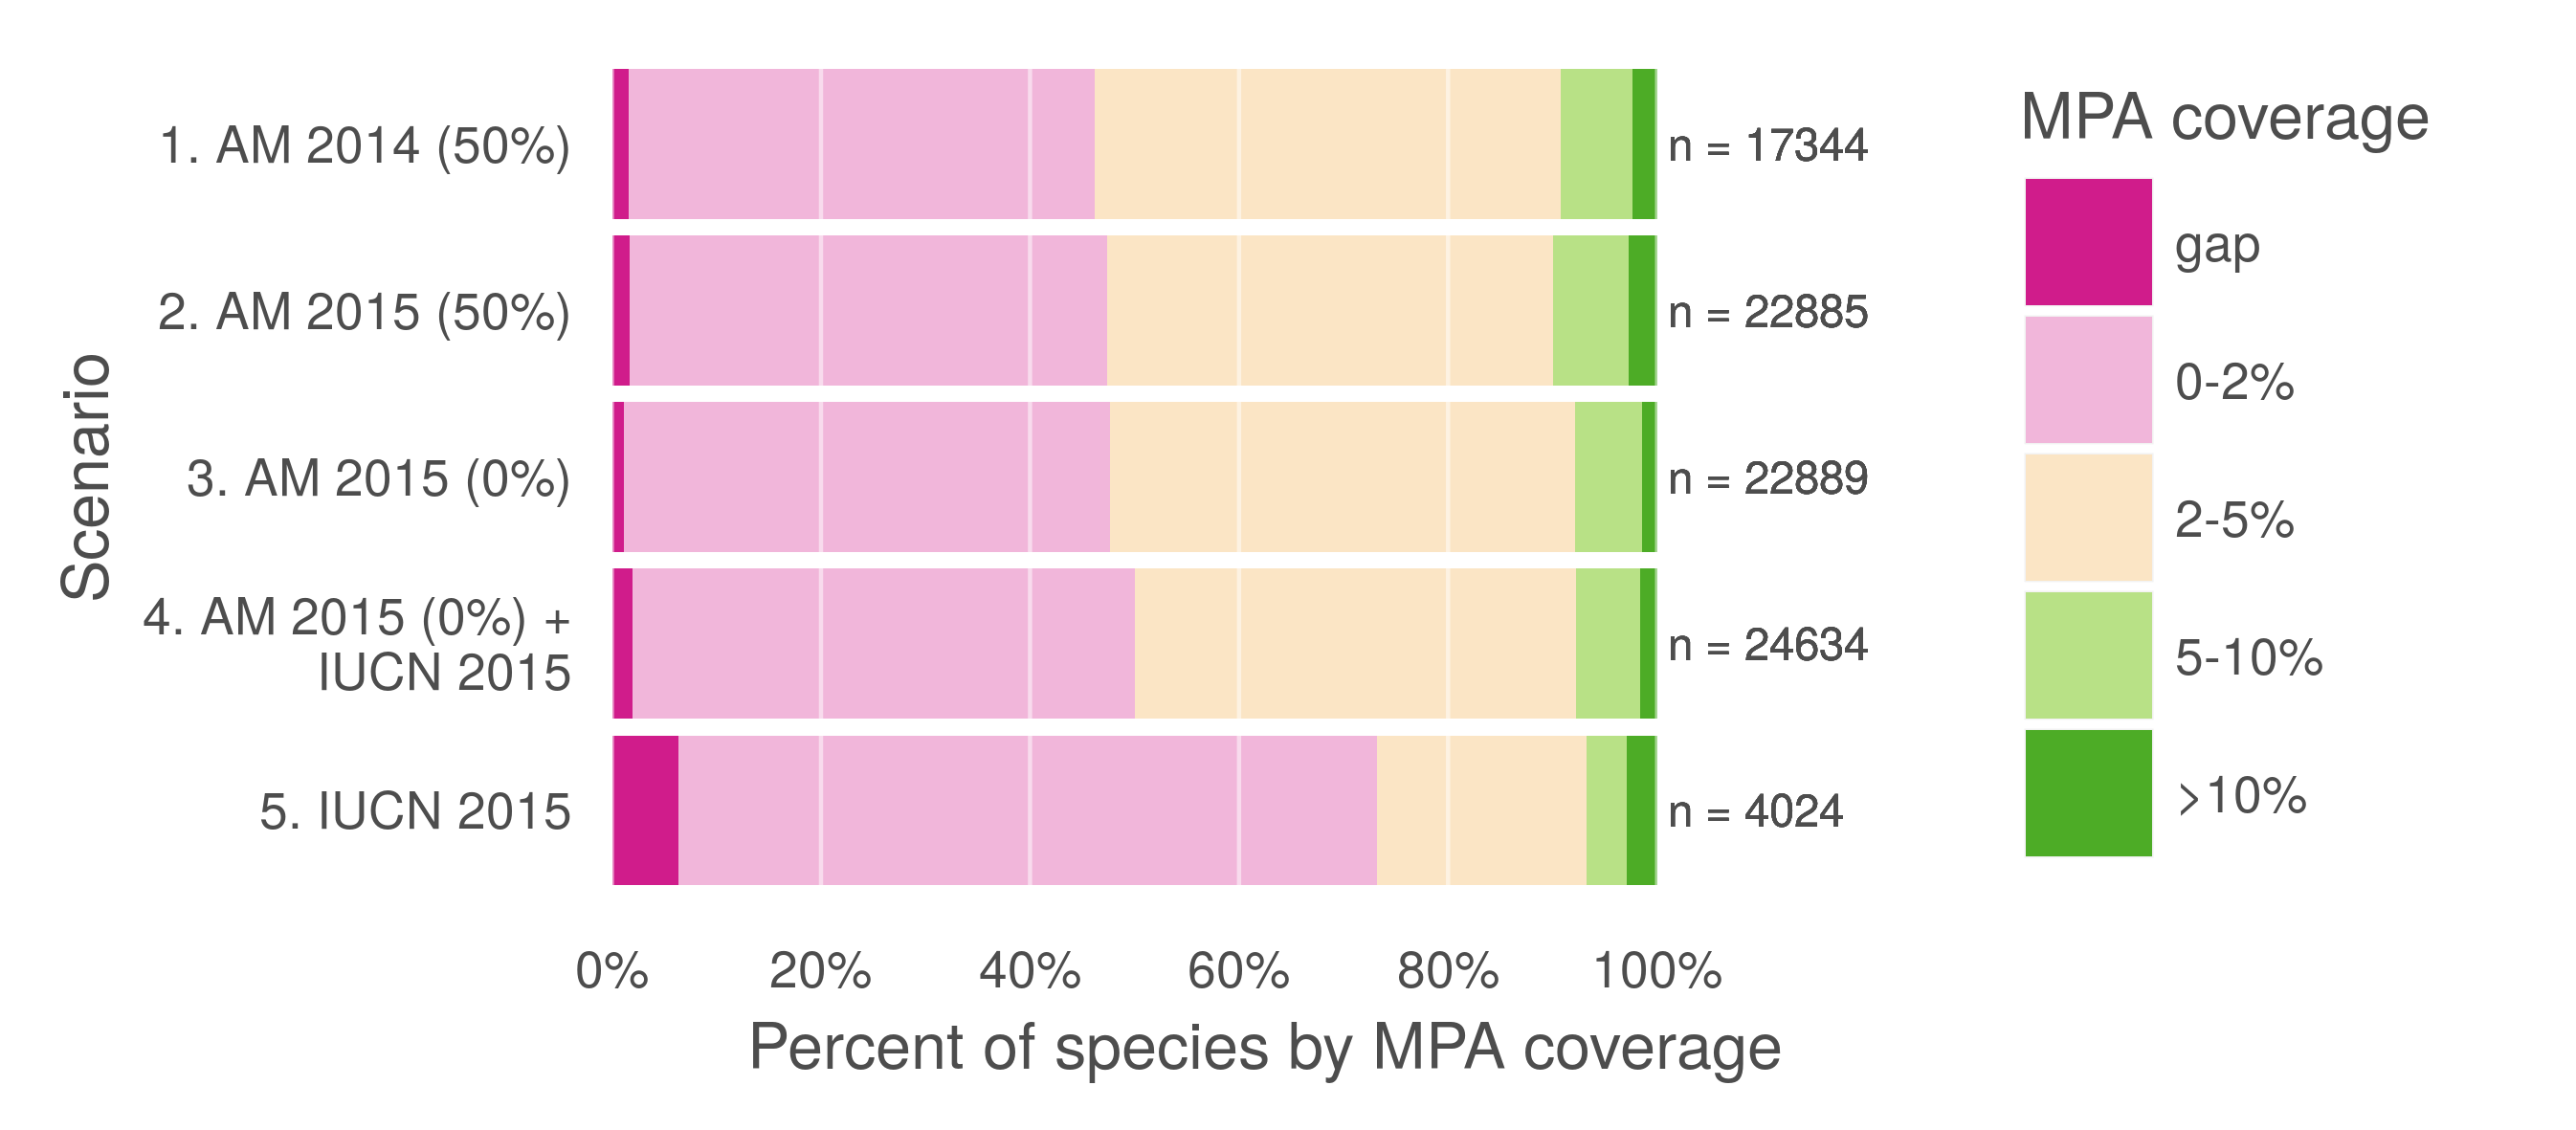 Scenario
1. AM 2014 (50%)
n = 17344
2. AM 2015 (50%)
n = 22885
3. AM 2015 (0%)
n = 22889
4. AM 2015 (0%) +
IUCN 2015
n = 24634
5. IUCN 2015
n = 4024
0% 20% 40% 60% 80% 100%
Percent of species by MPA coverage
MPA coverage
gap
0-2%
2-5%
5-10%
>10%